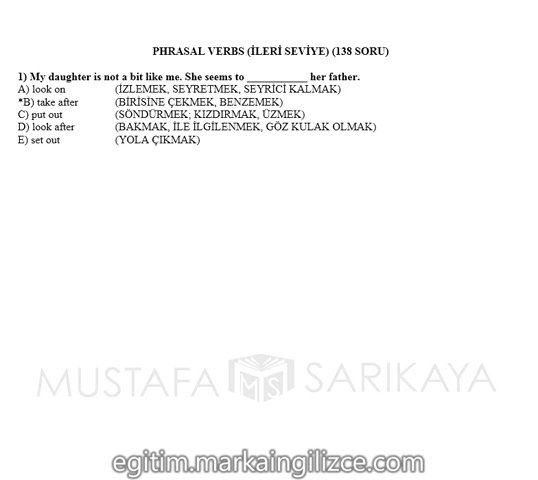 PHRASAL VERBS (İLERİ SEVİYE) (138 SORU)
1) My daughter is not a bit like me. She seems to ____________ her father.
A) look on (İZLEMEK, SEYRETMEK, SEYRİCİ KALMAK)
*B) take after (BİRİSİNE ÇEKMEK, BENZEMEK)
C) put out (SÖNDÜRMEK; KIZDIRMAK, ÜZMEK)
D) look after (BAKMAK, İLE İLGİLENMEK, GÖZ KULAK OLMAK)
E) set out (YOLA ÇIKMAK)
MUSTAFA MS SARIKAYA
egitim.markaingilizce.com